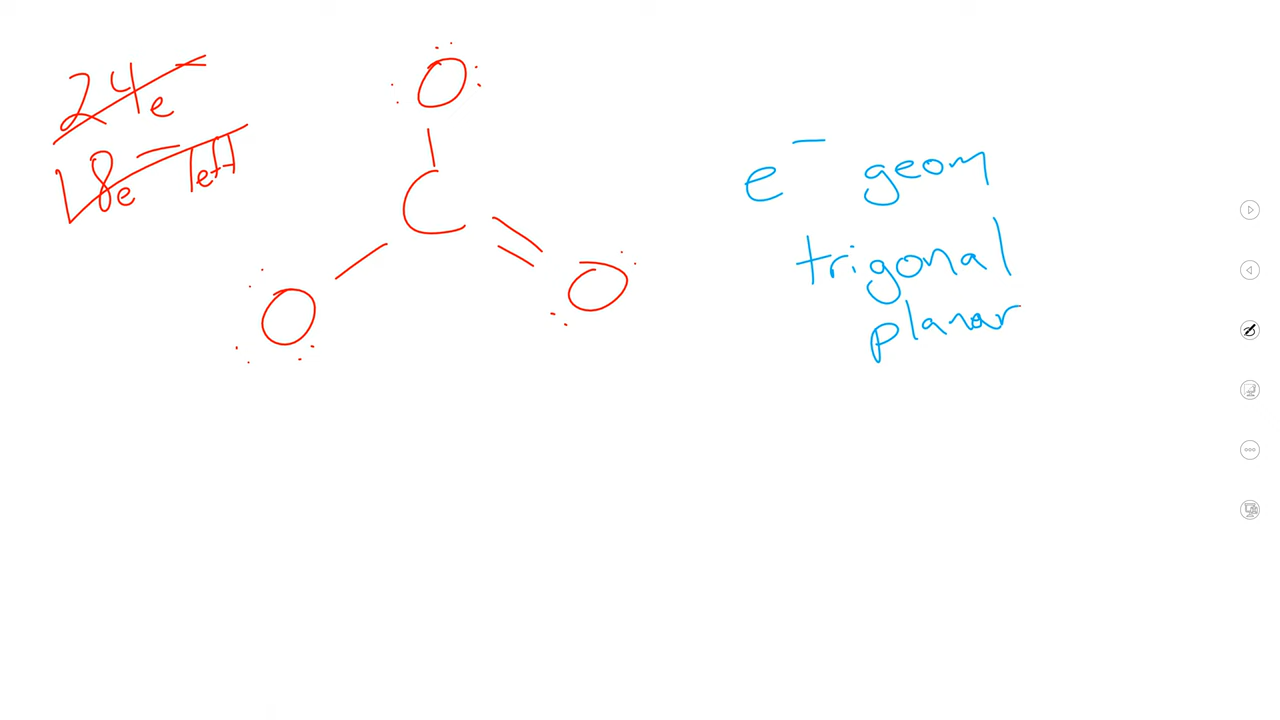 24e⁻
18e⁻ left
O
C
O
O
e⁻ geom
trigonal
planar